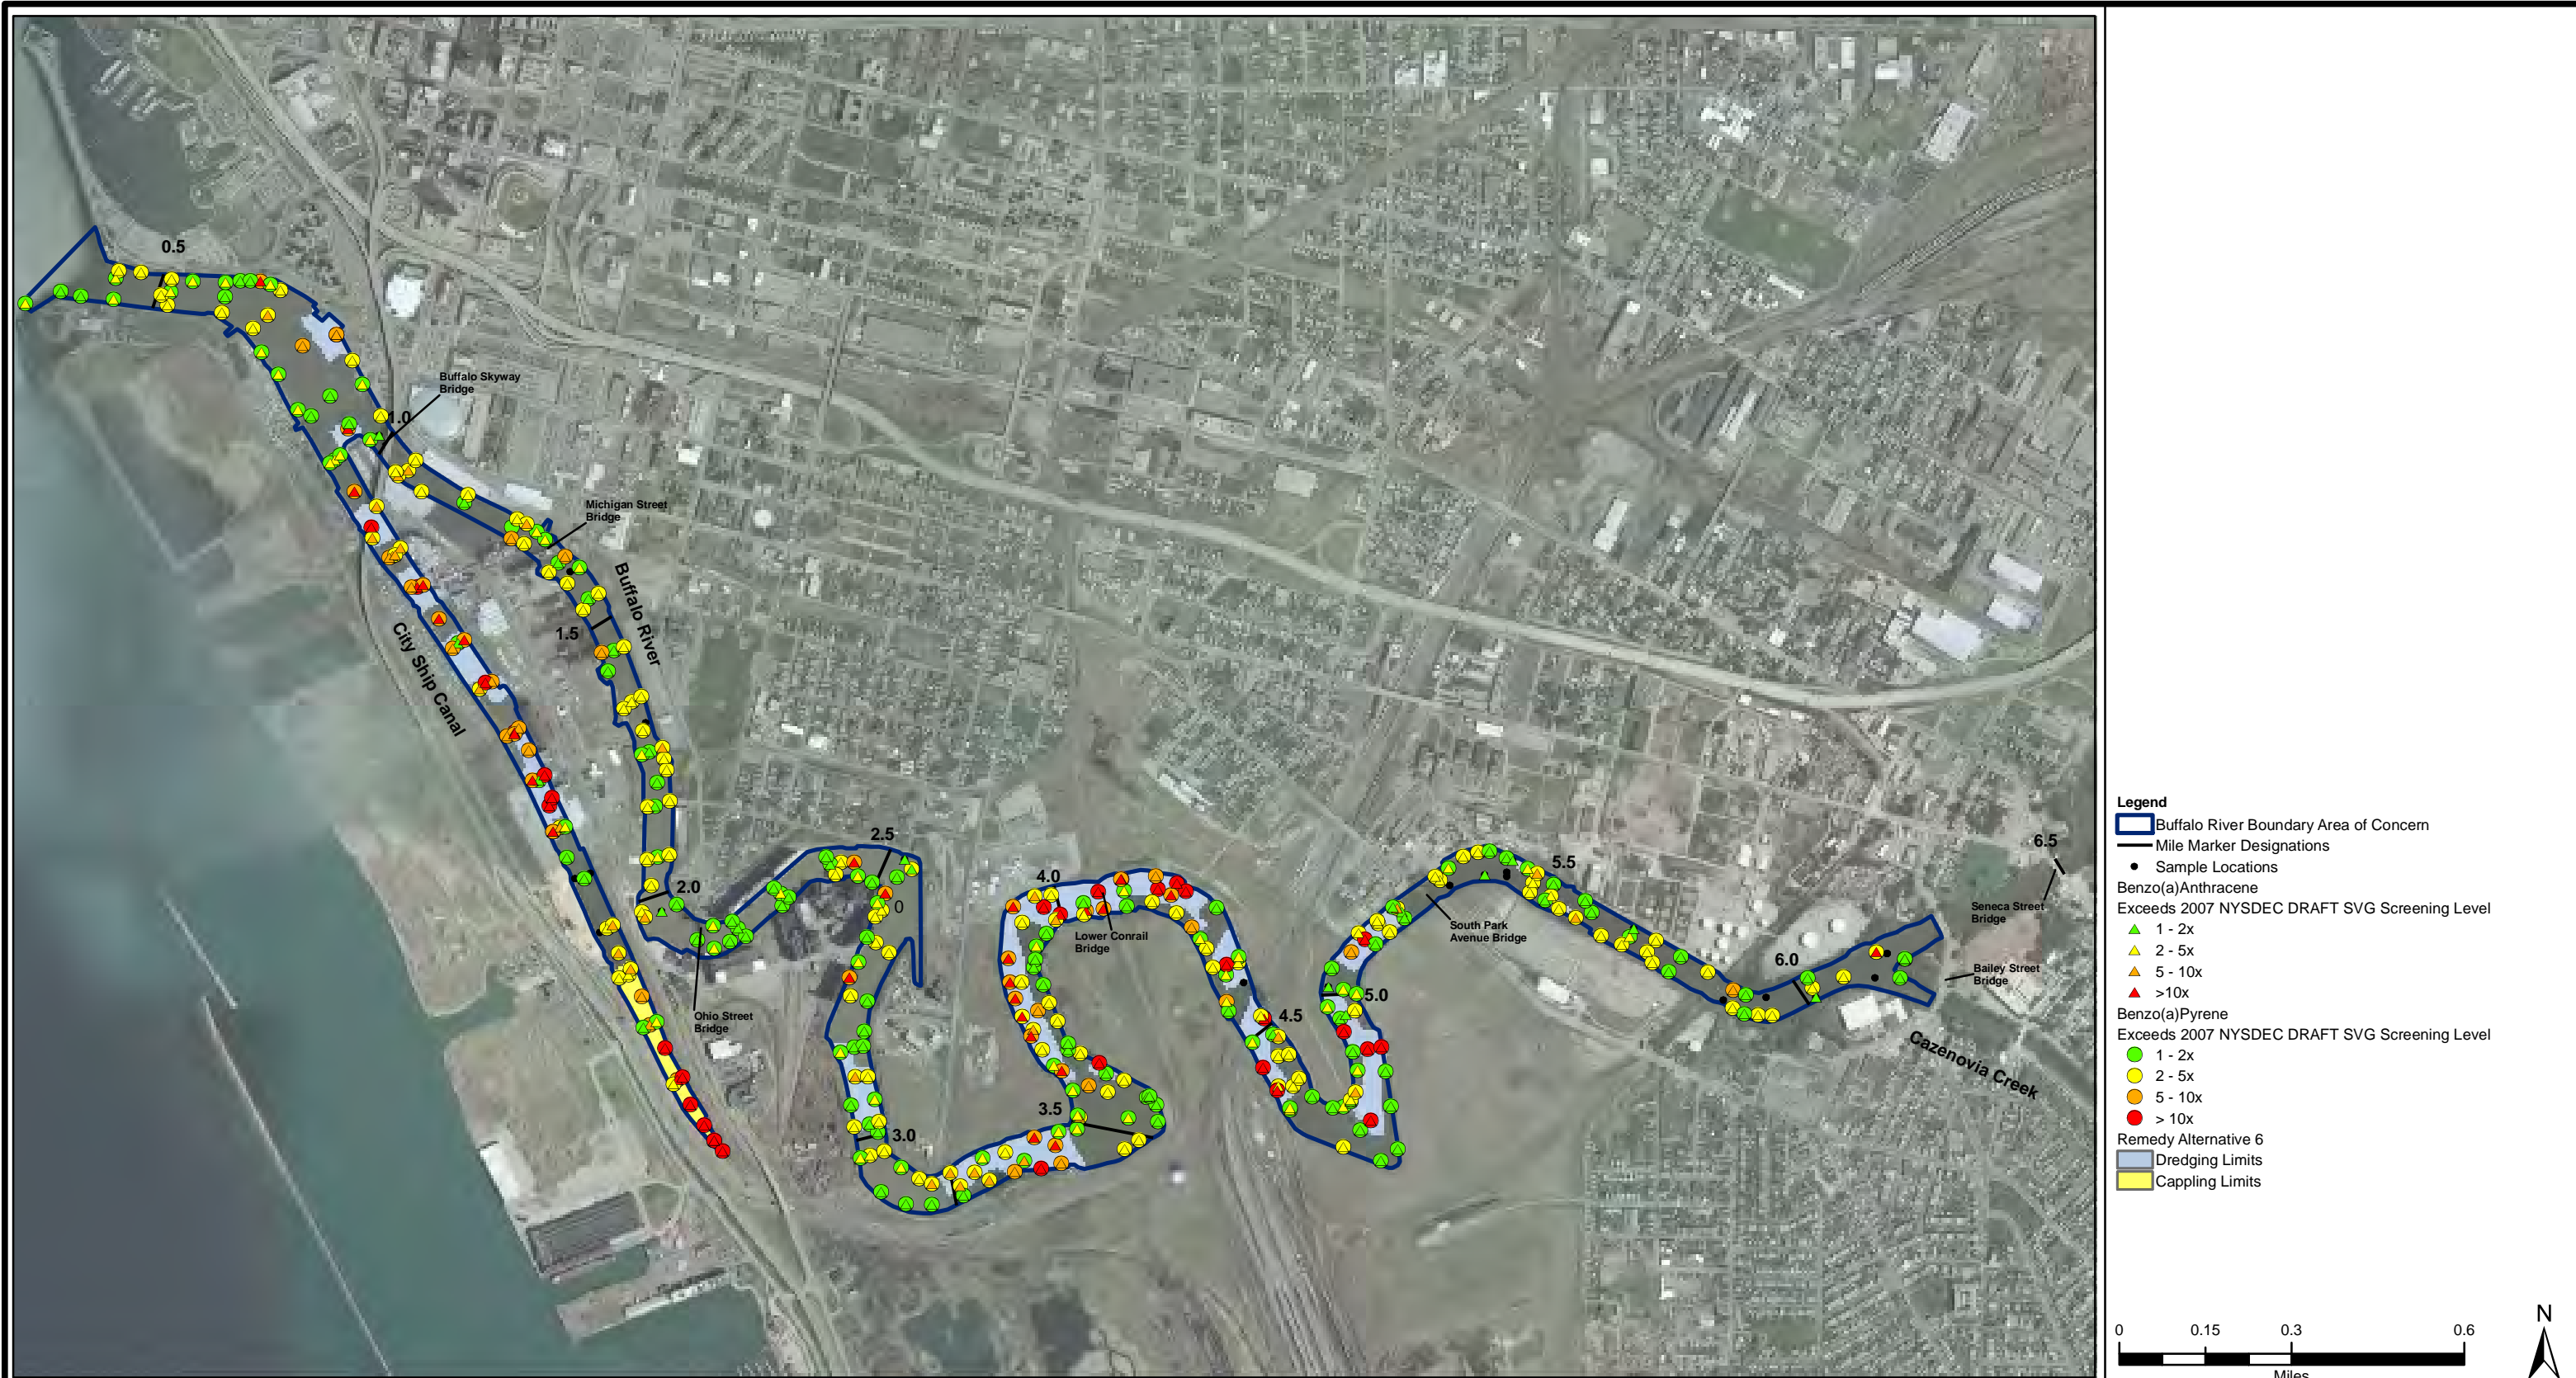 0.5
Buffalo Skyway
Bridge
1.0
Michigan Street
Bridge
Buffalo River
1.5
City Ship Canal
2.5
2.0
0
Ohio Street
Bridge
3.0
3.5
4.0
Lower Conrail
Bridge
4.5
5.0
South Park
Avenue Bridge
5.5
6.0
6.5
Seneca Street
Bridge
Bailey Street
Bridge
Cazenovia Creek
Legend
Buffalo River Boundary Area of Concern
Mile Marker Designations
Sample Locations
Benzo(a)Anthracene
Exceeds 2007 NYSDEC DRAFT SVG Screening Level
1 - 2x
2 - 5x
5 - 10x
>10x
Benzo(a)Pyrene
Exceeds 2007 NYSDEC DRAFT SVG Screening Level
1 - 2x
2 - 5x
5 - 10x
> 10x
Remedy Alternative 6
Dredging Limits
Cappling Limits
N
0 0.15 0.3 0.6
Miles